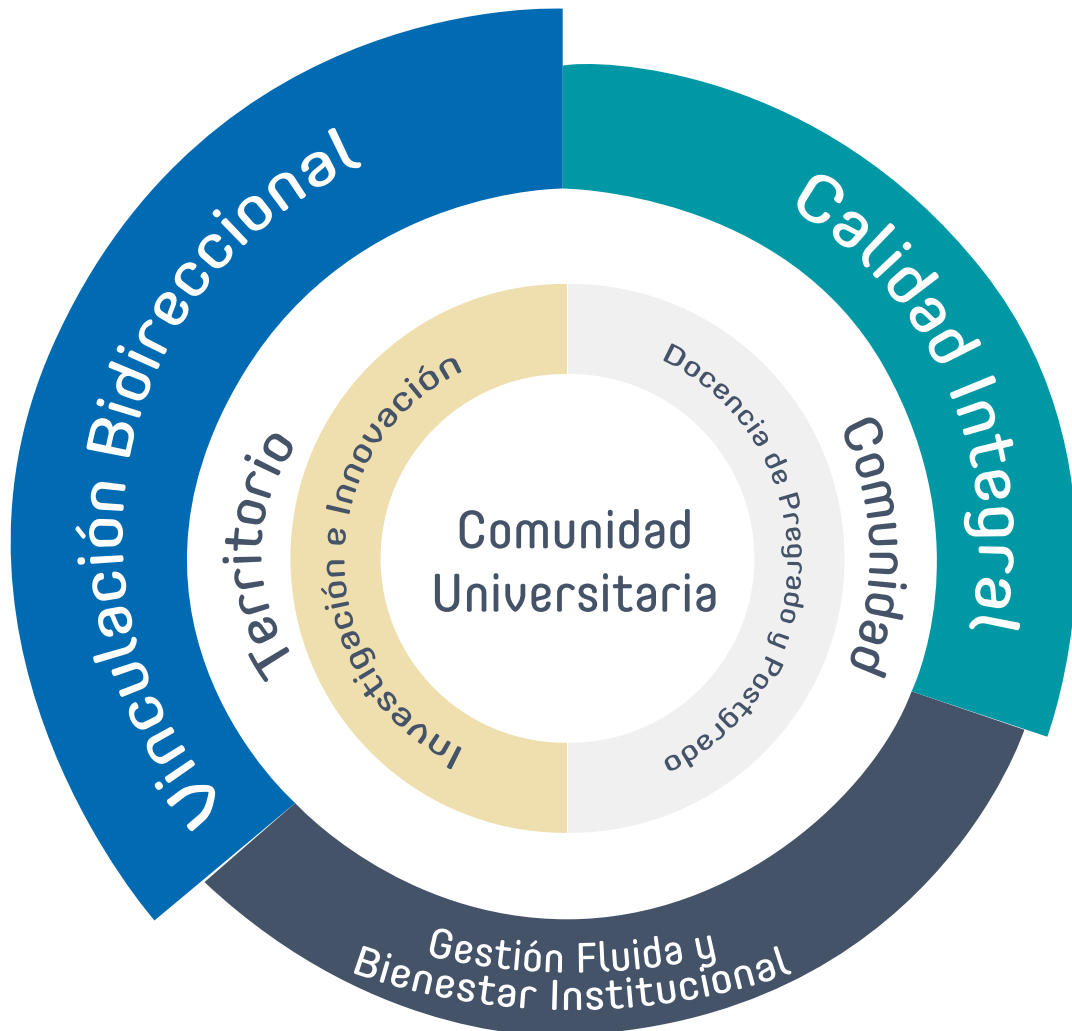 Vinculación Bidireccional
Calidad Integral
Territorio
Investigación e Innovación
Docencia de Pregrado y Postgrado
Comunidad
Comunidad
Universitaria
Gestión Fluida y
Bienestar Institucional